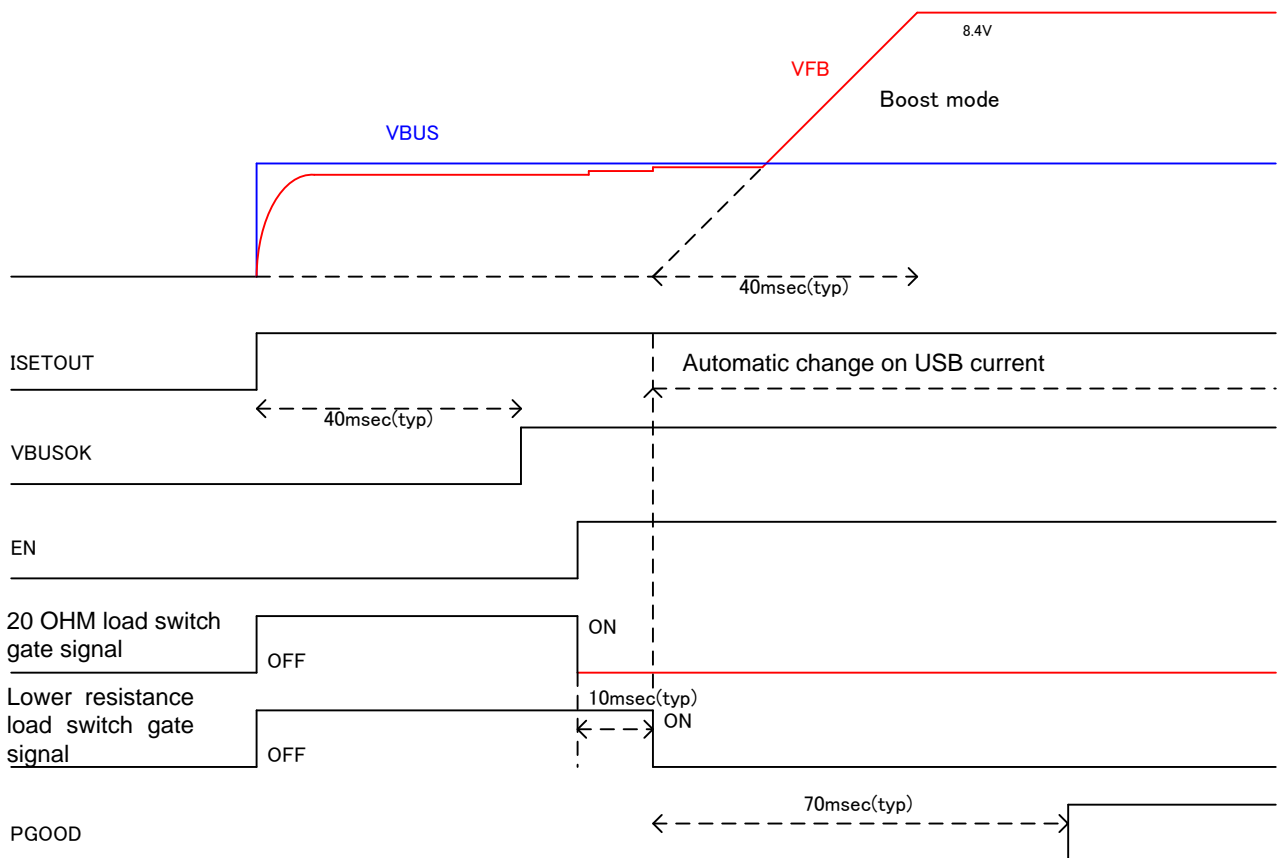 8.4V
VFB
Boost mode
VBUS
40msec(typ)
ISETOUT
Automatic change on USB current
40msec(typ)
VBUSOK
EN
20 OHM load switch
gate signal
ON
OFF
Lower resistance
load switch gate
signal
10msec(typ)
ON
OFF
70msec(typ)
PGOOD